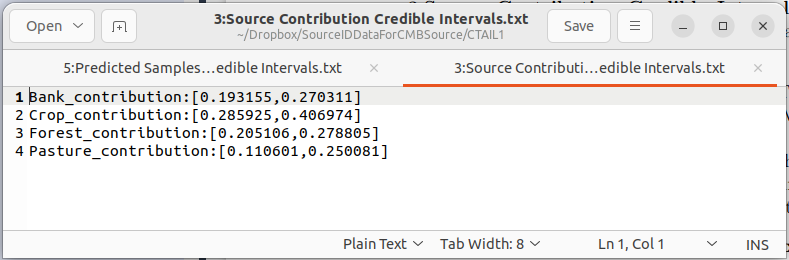 Open
3:Source Contribution Credible Intervals.txt
~/Dropbox/SourceIDDataForCMBSource/CTAIL1
Save
5:Predicted Samples…edible Intervals.txt
3:Source Contributi…edible Intervals.txt
1 Bank_contribution:[0.193155,0.270311]
2 Crop_contribution:[0.285925,0.406974]
3 Forest_contribution:[0.205106,0.278805]
4 Pasture_contribution:[0.110601,0.250081]
Plain Text Tab Width: 8 Ln 1, Col 1 INS